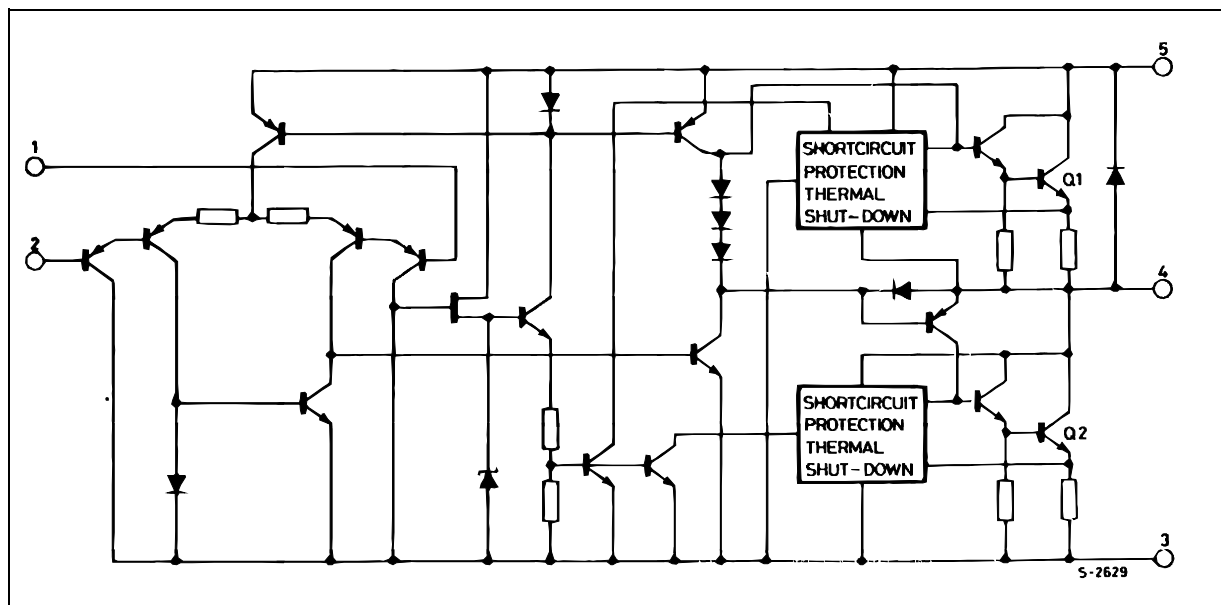 5
1
SHORTCIRCUIT
PROTECTION
THERMAL
SHUT-DOWN
Q1
2
4
SHORTCIRCUIT
PROTECTION
THERMAL
SHUT-DOWN
Q2
3
S-2629